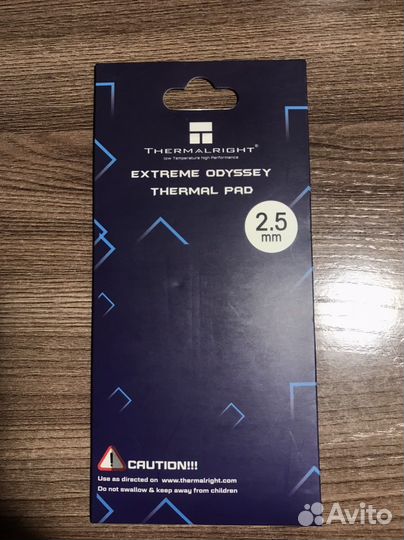 THERMALRIGHT®
low Temperature high Performance
EXTREME ODYSSEY
THERMAL PAD
2.5
mm
CAUTION!!!
Use as directed on www.thermalright.com
Do not swallow & keep away from children
Avito